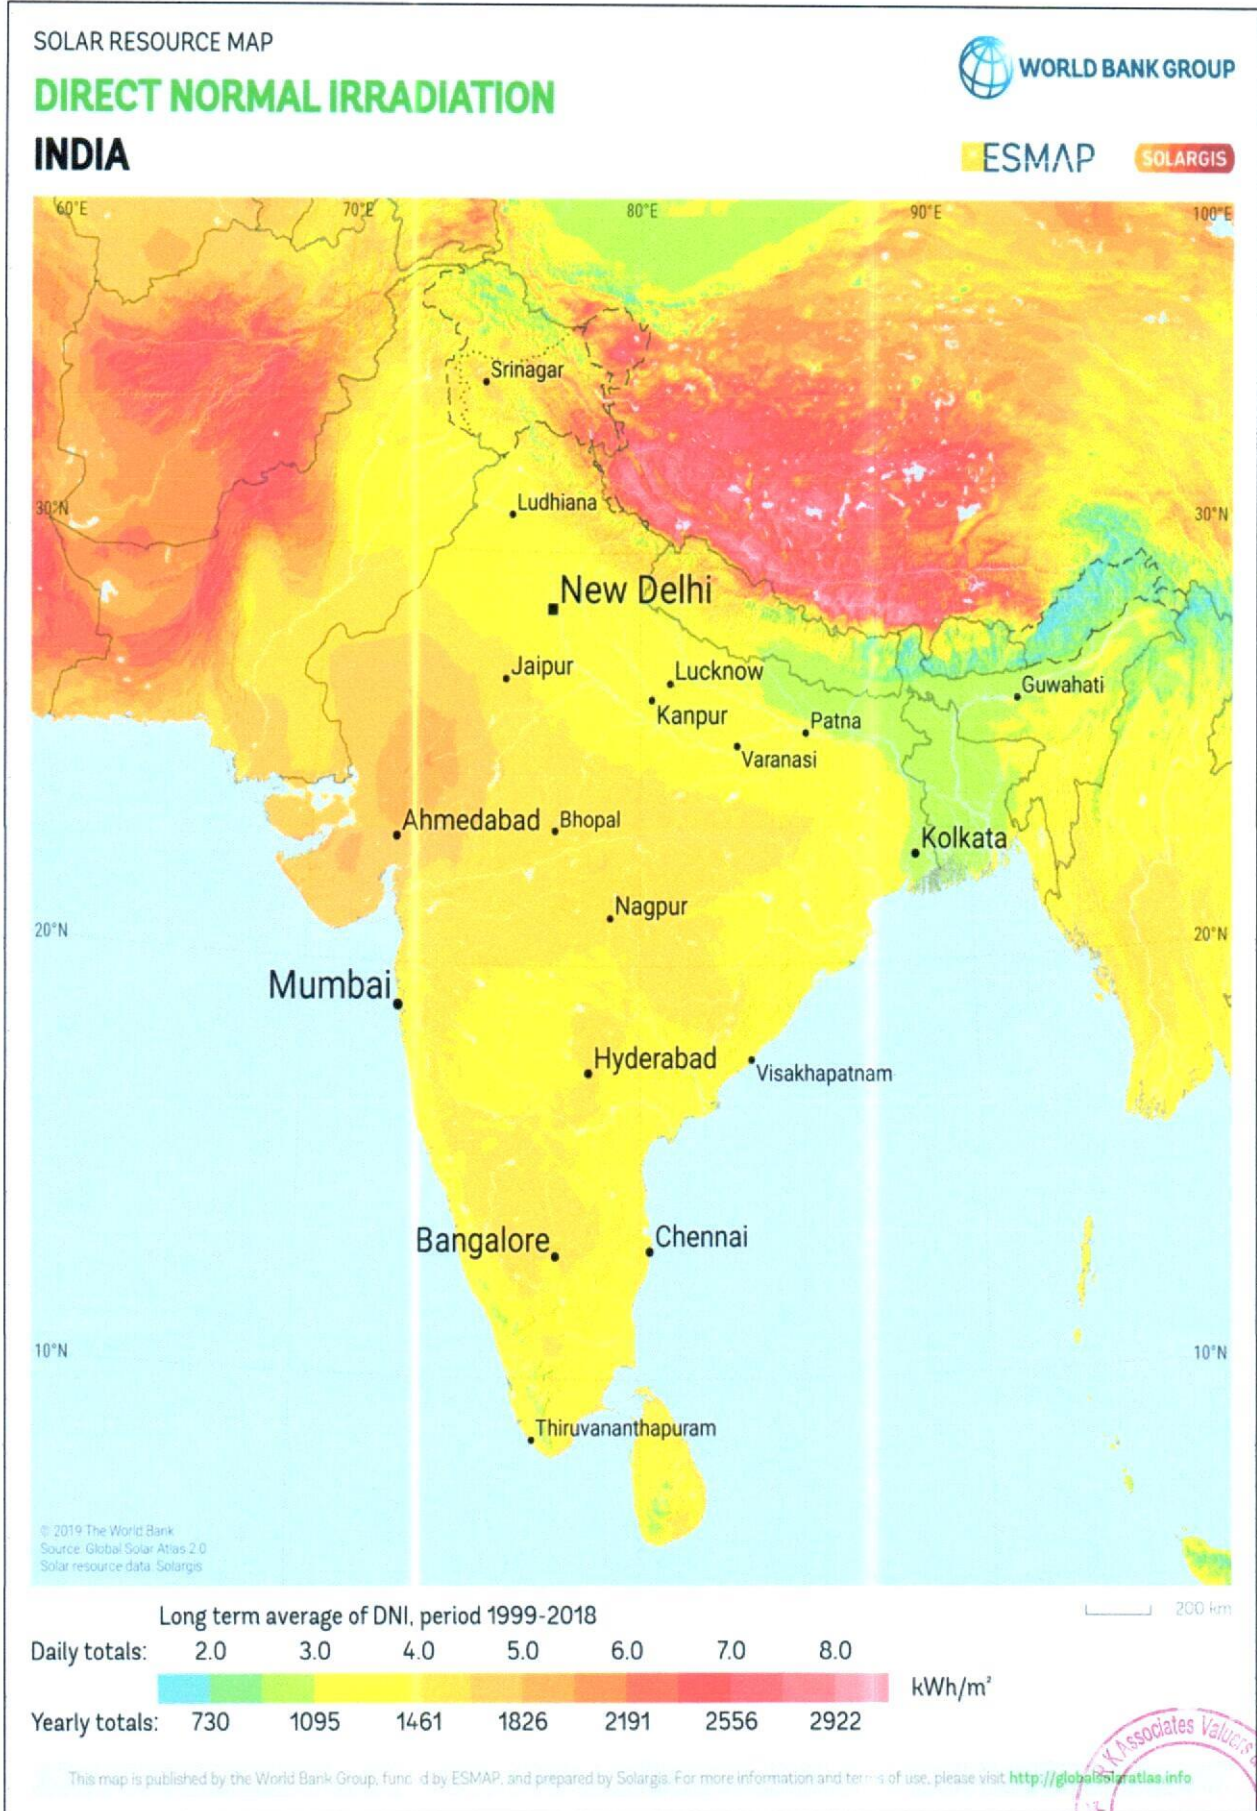 SOLAR RESOURCE MAP
DIRECT NORMAL IRRADIATION
INDIA
WORLD BANK GROUP
ESMAP
SOLARGIS
60°E 70°E 80°E 90°E 100°E
Srinagar
30°N 30°N
Ludhiana
New Delhi
Jaipur
Lucknow
Guwahati
Kanpur
Patna
Varanasi
Ahmedabad
Bhopal
Kolkata
Nagpur
20°N 20°N
Mumbai
Hyderabad
Visakhapatnam
Bangalore
Chennai
10°N 10°N
Thiruvananthapuram
© 2019 The World Bank
Source: Global Solar Atlas 2.0
Solar resource data: Solargis
200 km
Long term average of DNI, period 1999-2018
Daily totals: 2.0 3.0 4.0 5.0 6.0 7.0 8.0
kWh/m²
Yearly totals: 730 1095 1461 1826 2191 2556 2922
This map is published by the World Bank Group, funded by ESMAP, and prepared by Solargis. For more information and terms of use, please visit http://globalsolaratlas.info
K Associates Valuers